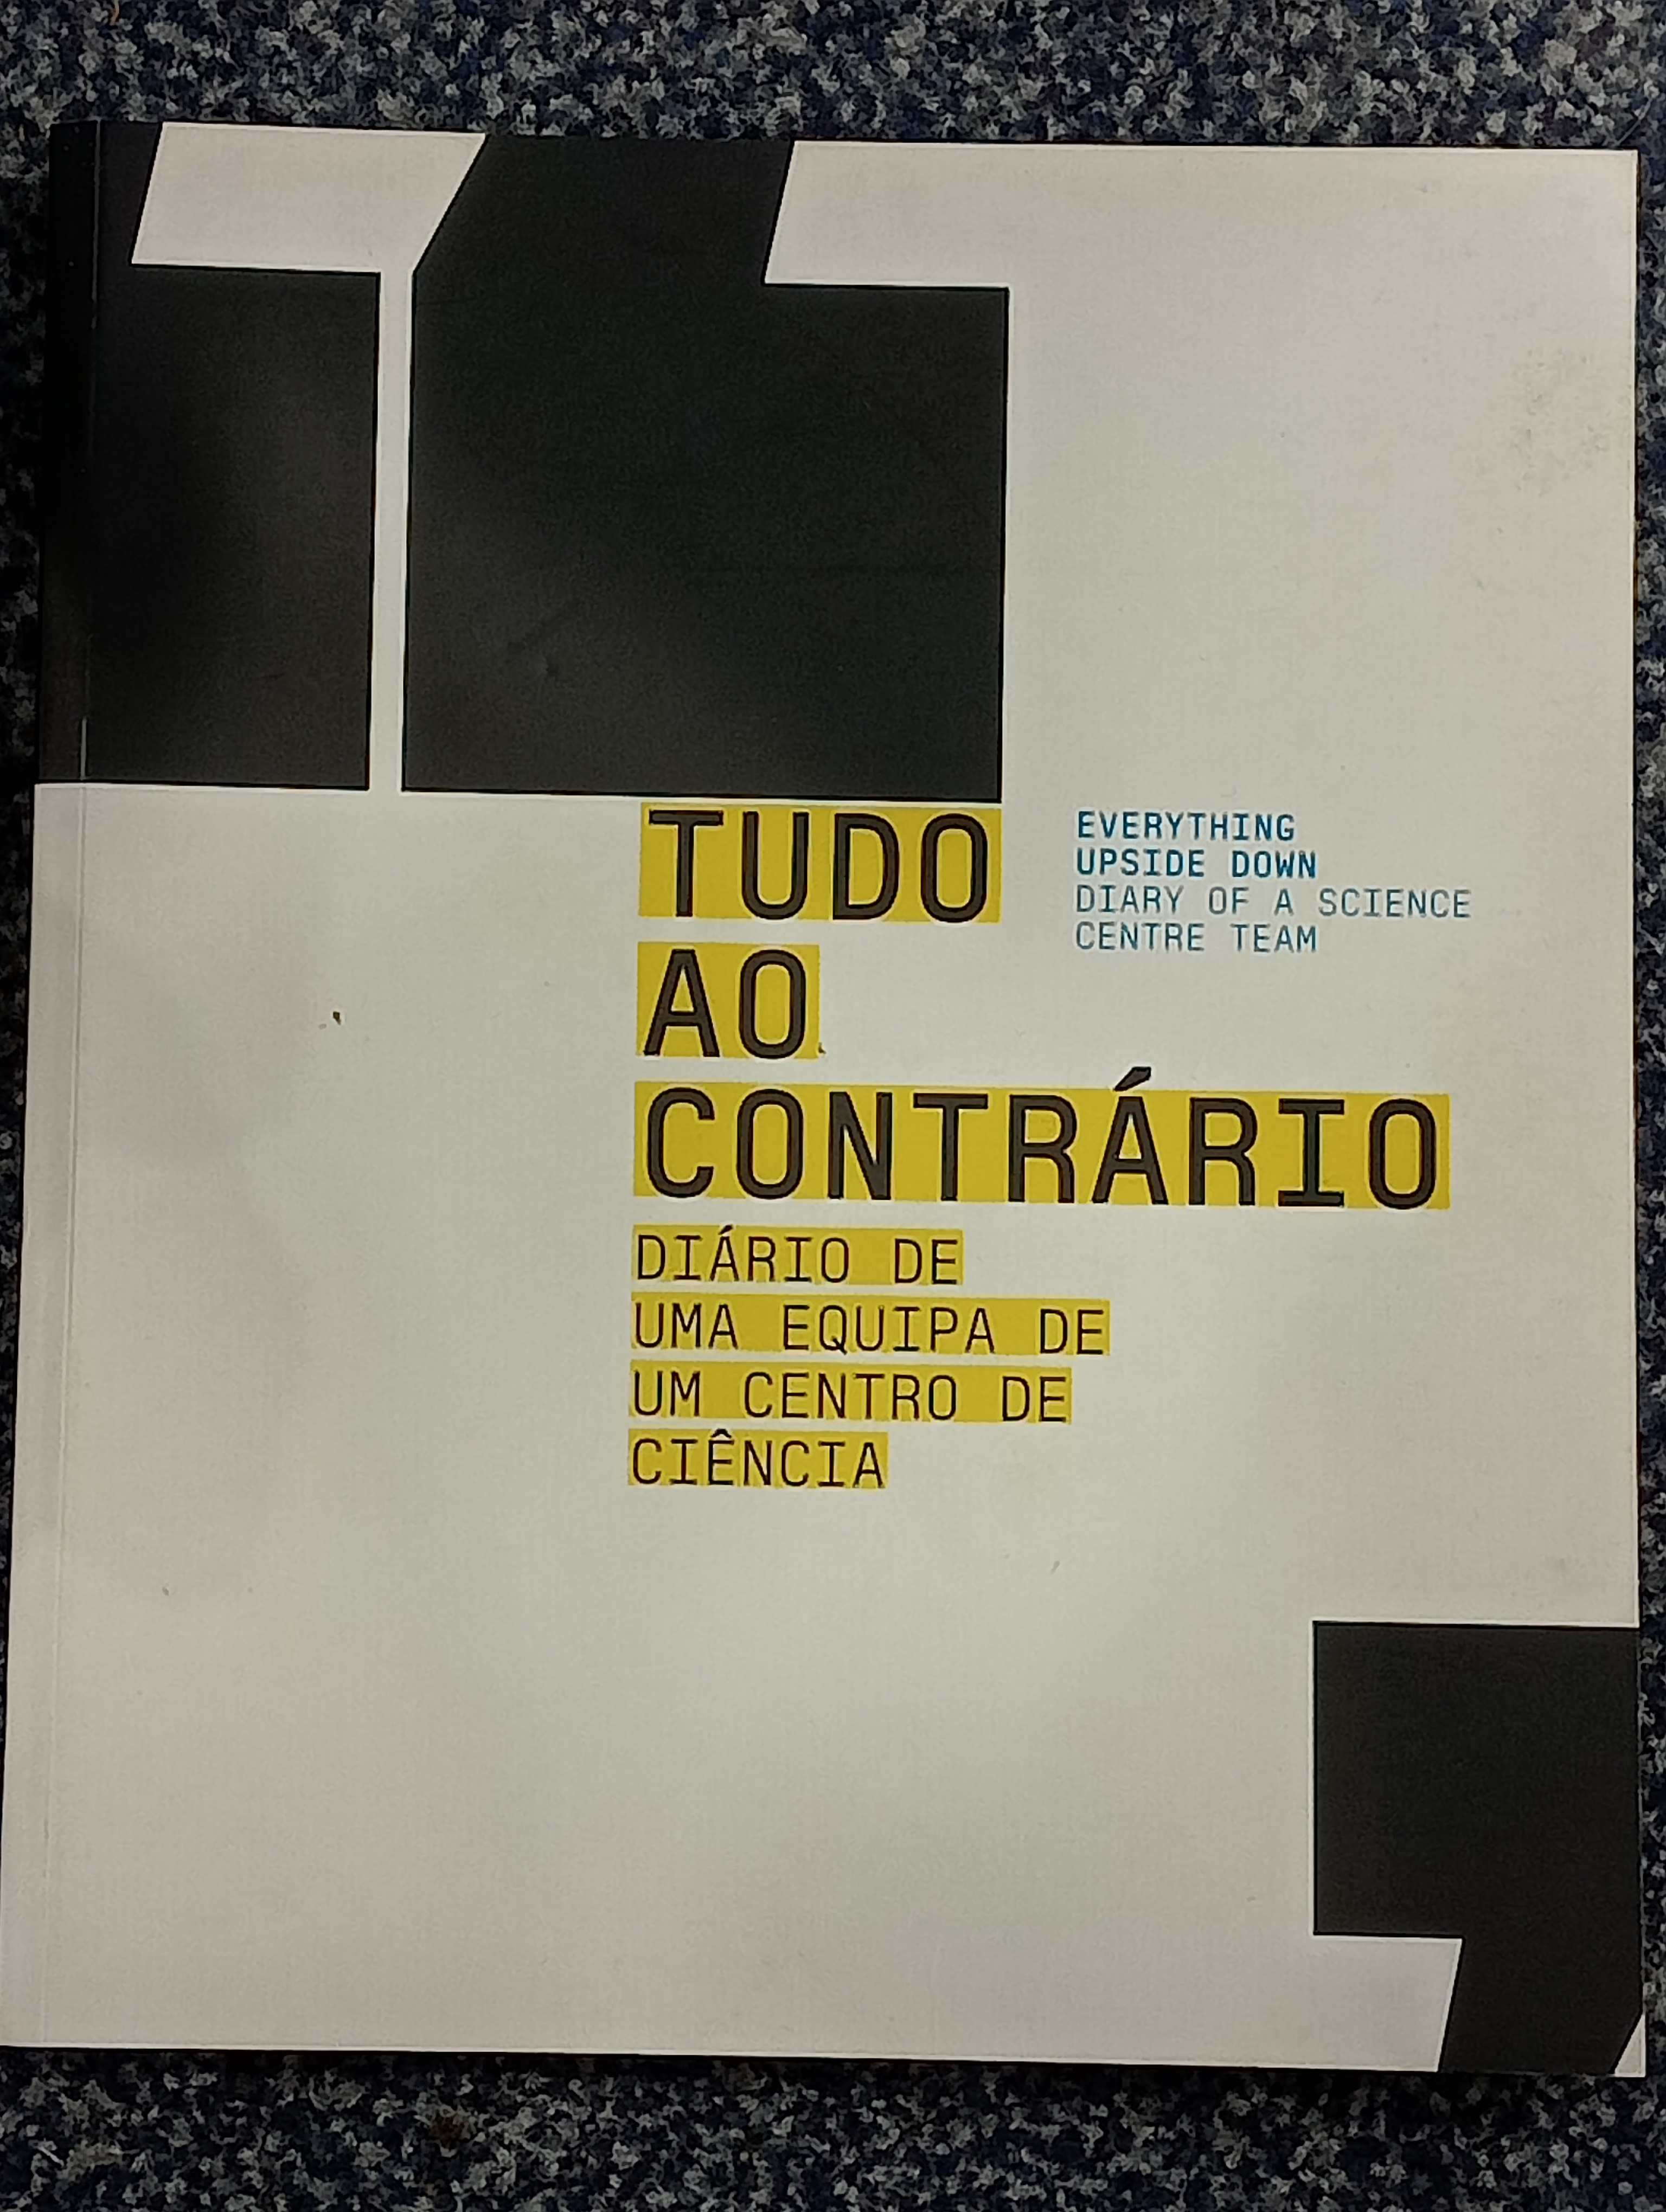 TUDO
AO
CONTRÁRIO
DIÁRIO DE
UMA EQUIPA DE
UM CENTRO DE
CIÊNCIA
EVERYTHING
UPSIDE DOWN
DIARY OF A SCIENCE
CENTRE TEAM